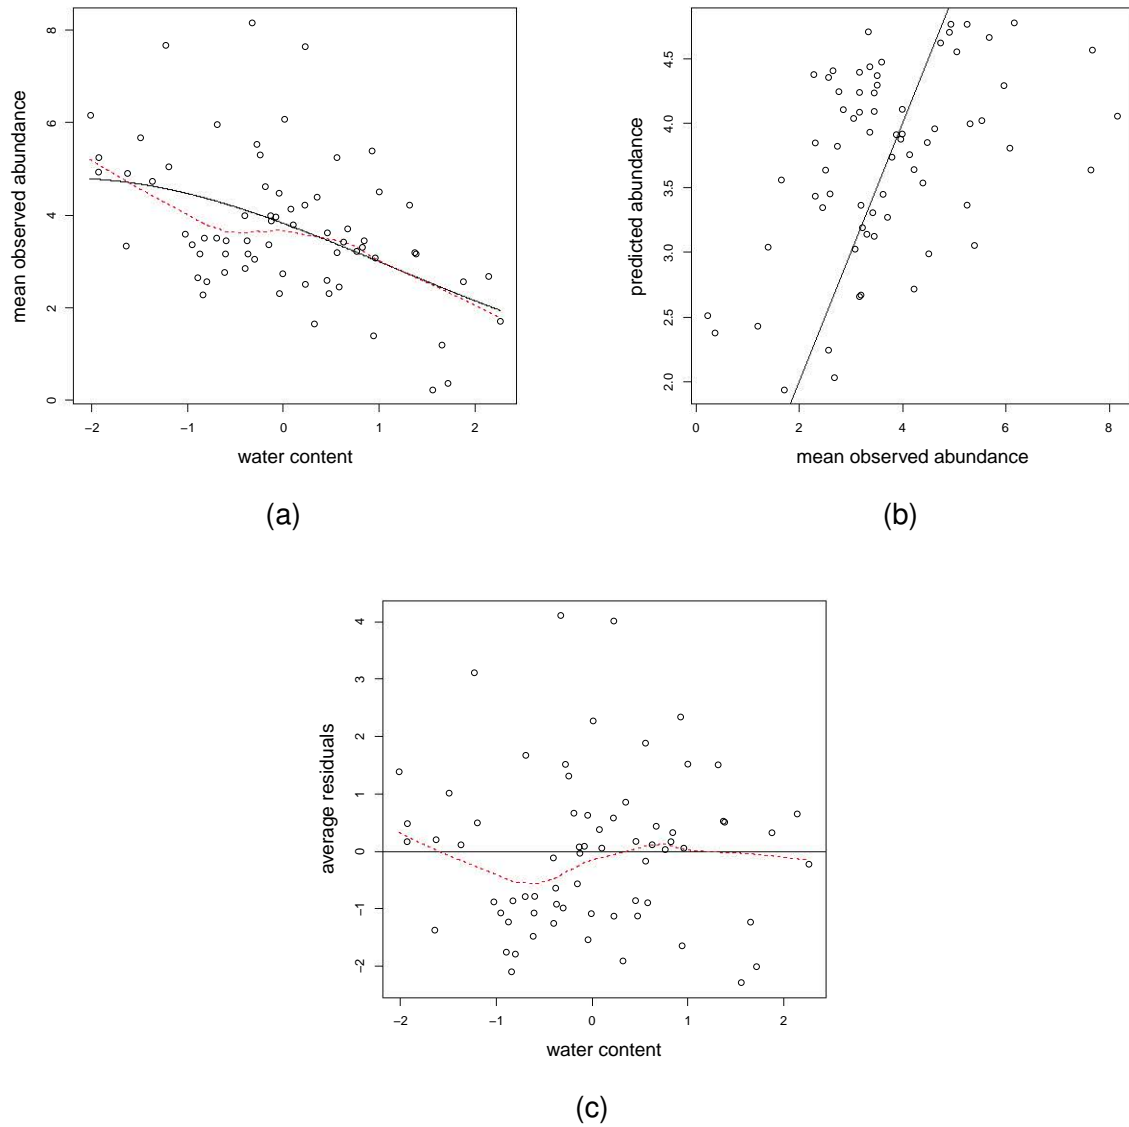 mean observed abundance
8
6
4
2
0
−2 −1 0 1 2
water content
(a)
predicted abundance
4.5
4.0
3.5
3.0
2.5
2.0
0 2 4 6 8
mean observed abundance
(b)
average residuals
4
3
2
1
0
−1
−2
−2 −1 0 1 2
water content
(c)